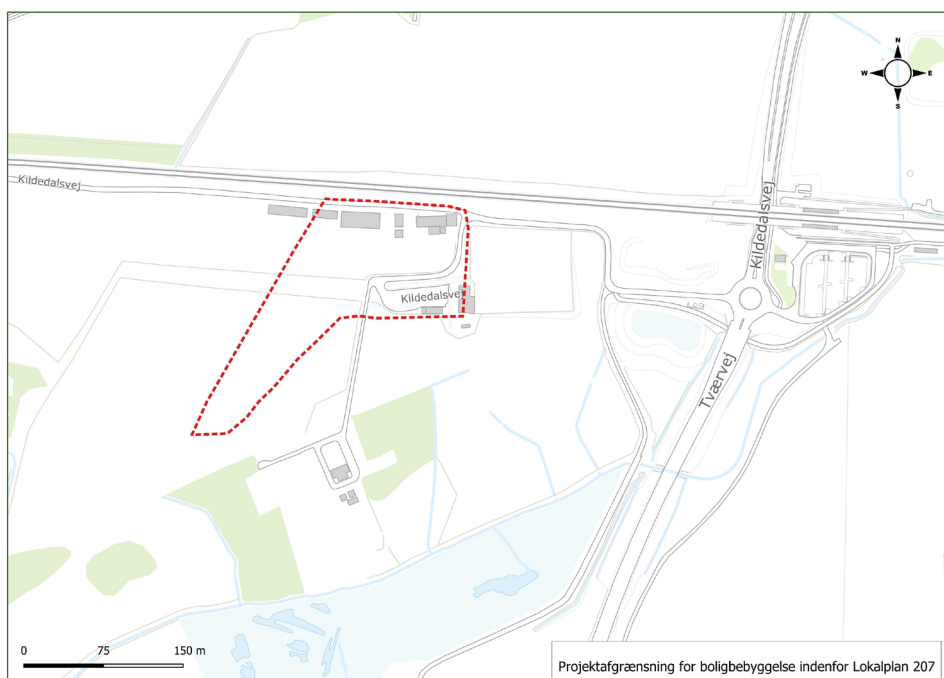 N
W E
S
Kildedalsvej
Kildedalsvej
Kildedalsvej
Tværvej
0 75 150 m
Projektafgrænsning for boligbebyggelse indenfor Lokalplan 207